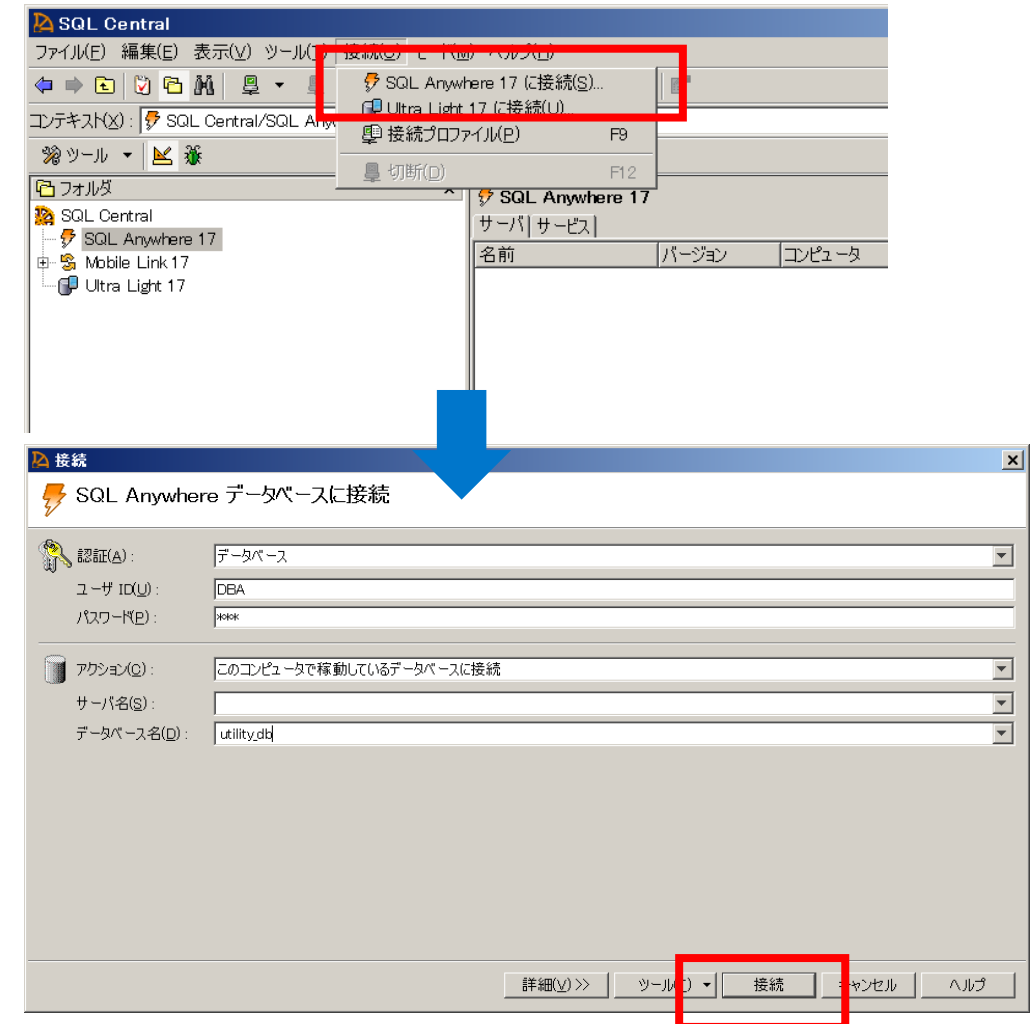 SQL Central
ファイル(F) 編集(E) 表示(V) ツール(T) 接続(C) モード(M) ヘルプ(H)
SQL Anywhere 17 に接続(S)...
Ultra Light 17 に接続(U)...
接続プロファイル(P) F9
切断(D) F12
コンテキスト(X) : SQL Central/SQL Any
ツール
フォルダ
SQL Central
SQL Anywhere 17
Mobile Link 17
Ultra Light 17
SQL Anywhere 17
サーバ サービス
名前 バージョン コンピュータ
接続
SQL Anywhere データベースに接続
認証(A) : データベース
ユーザ ID(U) : DBA
パスワード(P) : ***
アクション(C) : このコンピュータで稼動しているデータベースに接続
サーバ名(S) :
データベース名(D) : utility_db
詳細(V) >> ツール(T) 接続 キャンセル ヘルプ